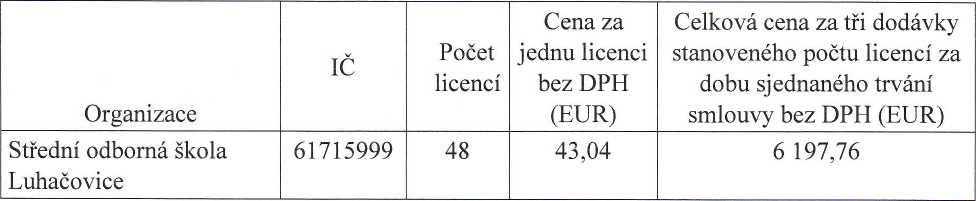 Organizace
IČ
Počet
licencí
Cena za
jednu licenci
bez DPH
(EUR)
Celková cena za tři dodávky
stanoveného počtu licencí za
dobu sjednaného trvání
smlouvy bez DPH (EUR)
Střední odborná škola
Luhačovice
61715999
48
43,04
6 197,76